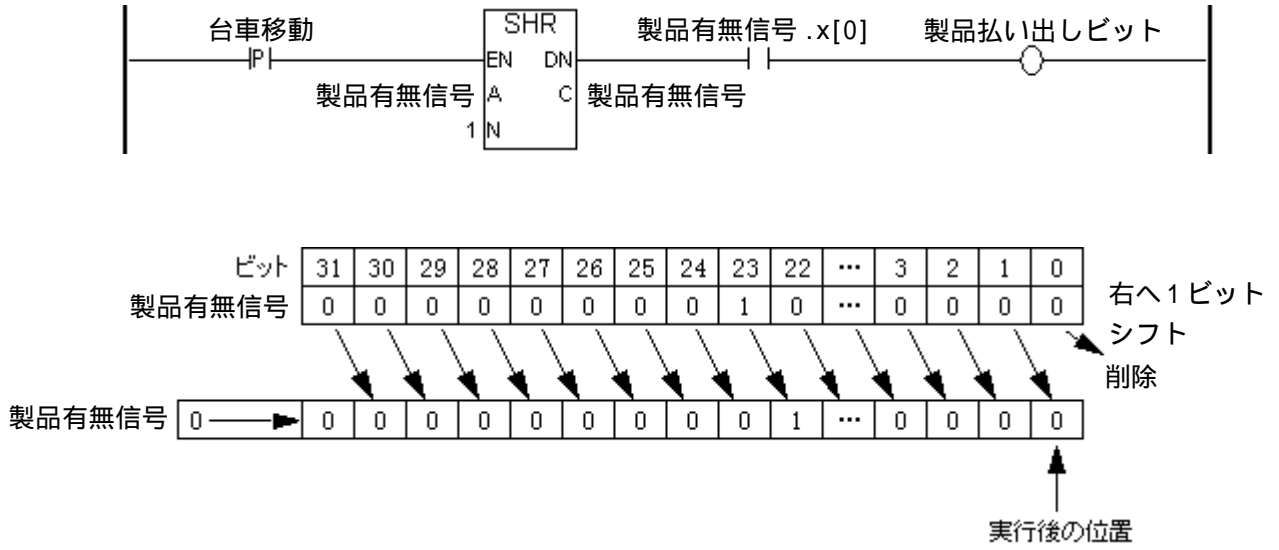 台車移動
SHR
製品有無信号 .x[0]
製品払い出しビット
P
EN DN
製品有無信号 A C 製品有無信号
1 N
ビット 31 30 29 28 27 26 25 24 23 22 … 3 2 1 0
製品有無信号 0 0 0 0 0 0 0 0 1 0 … 0 0 0 0
右へ1ビット
シフト
削除
製品有無信号 0 0 0 0 0 0 0 0 0 0 1 … 0 0 0 0
実行後の位置